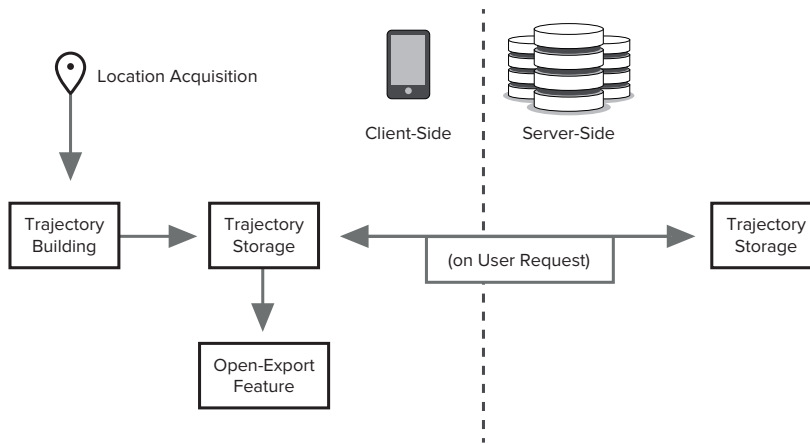 Location Acquisition
Client-Side
Server-Side
Trajectory
Building
Trajectory
Storage
(on User Request)
Trajectory
Storage
Open-Export
Feature